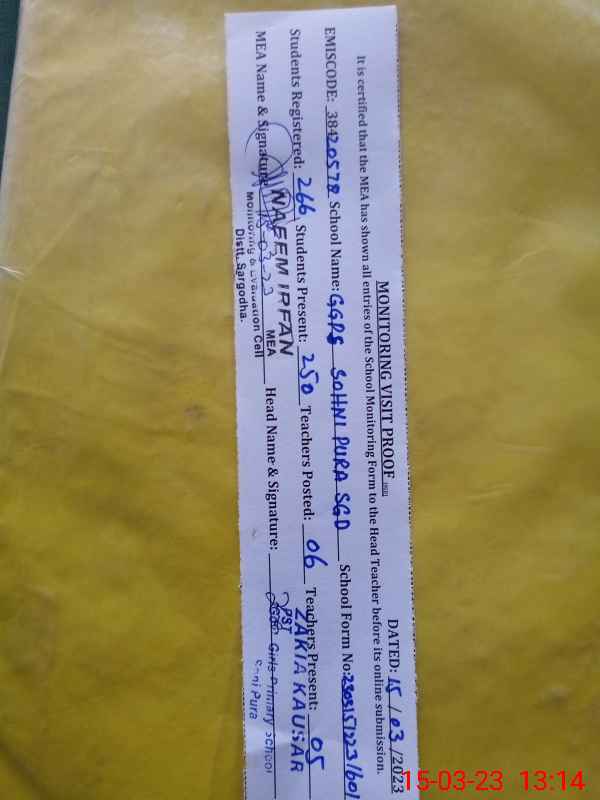 MONITORING VISIT PROOF
DATED: 15/03/2023
It is certified that the MEA has shown all entries of the School Monitoring Form to the Head Teacher before its online submission.
EMISCODE: 38420578 School Name: GGPS SOHNI PURA SGD School Form No:
Students Registered: 266 Students Present: 250 Teachers Posted: 06 Teachers Present: 05
MEA Name & Signature: NAEEM IRFAN Head Name & Signature: ZAKIA KAUSAR
15-03-23
MEA
PST
Monitoring & Evaluation Cell
Girls Primary School
Distt. Sargodha.
Soni Pura
15-03-23 13:14